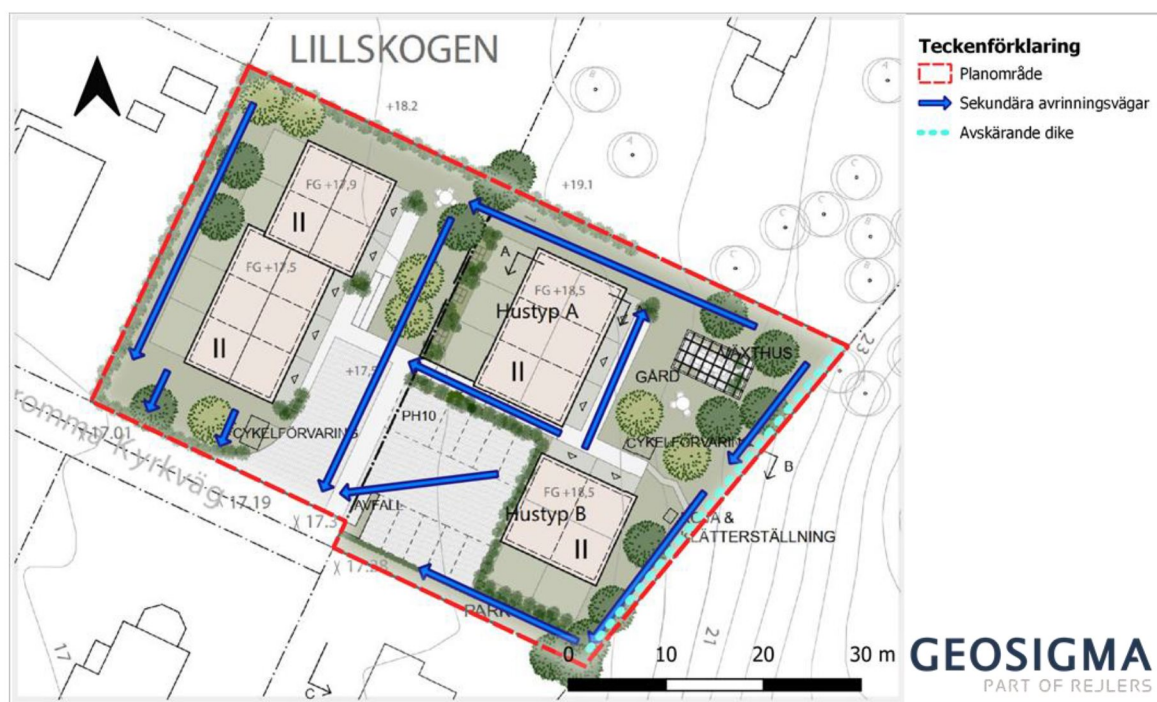 LILLSKOGEN
+18.2
+19.1
FG +17,9
II
FG +17,5
II
A
FG +18,5
Hustyp A
II
VÄXTHUS
23
GÅRD
+17,5
PH10
CYKELFÖRVARING
CYKELFÖRVARING
B
17.01
romma Kyrkväg
17.19
17.3
AVFALL
FG +18,5
Hustyp B
II
KLÄTTERSTÄLLNING
17.28
PARK
21
17
C
0 10 20 30 m
Teckenförklaring
Planområde
Sekundära avrinningsvägar
Avskärande dike
GEOSIGMA
PART OF REJLERS